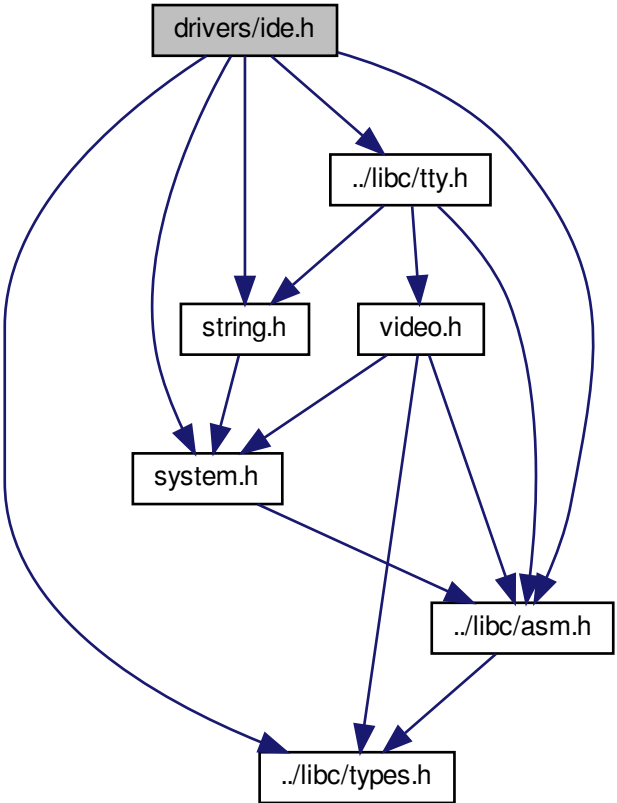 drivers/ide.h
../libc/tty.h
string.h
video.h
system.h
../libc/asm.h
../libc/types.h